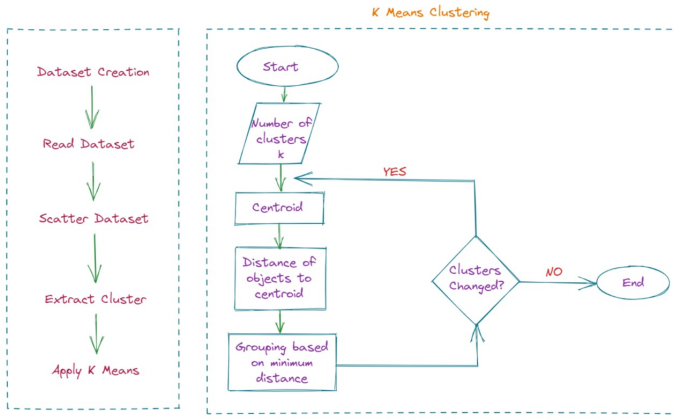 K Means Clustering
Dataset Creation
Read Dataset
Scatter Dataset
Extract Cluster
Apply K Means
Start
Number of
clusters
k
YES
Centroid
Distance of
objects to
centroid
Clusters
Changed?
NO
End
Grouping based
on minimum
distance